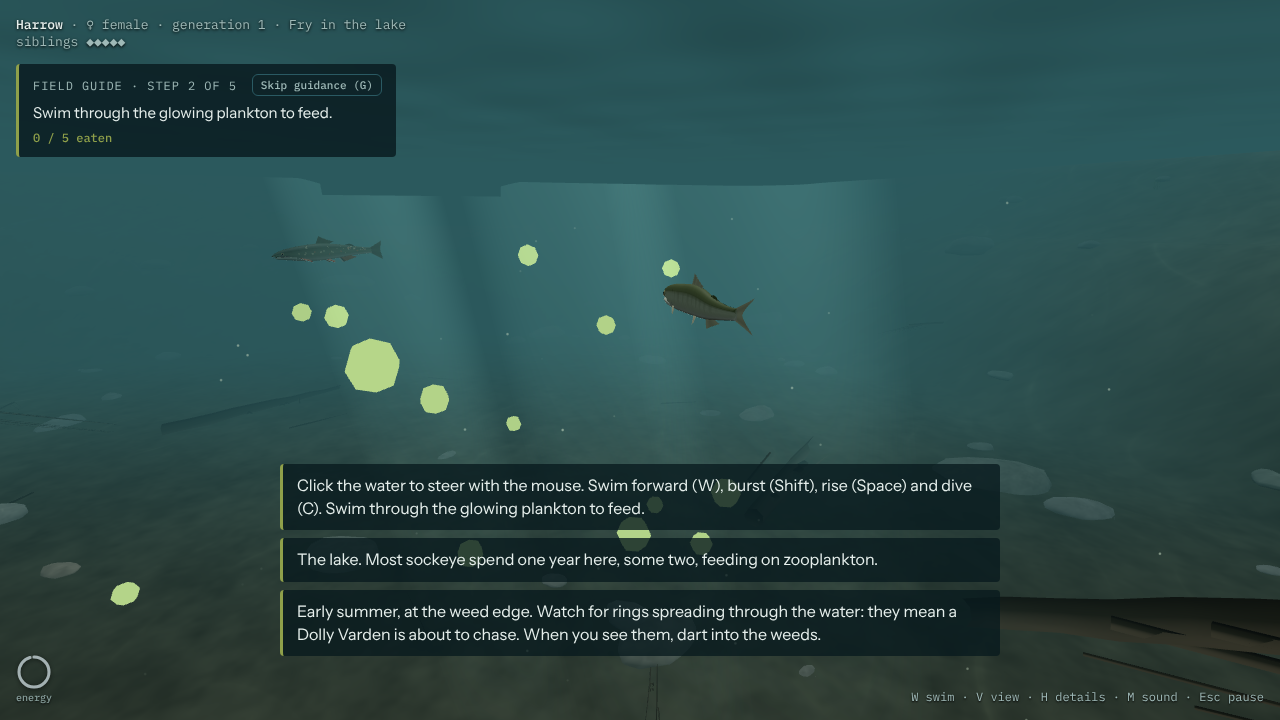 Harrow · ♀ female · generation 1 · Fry in the lake
siblings ◆◆◆◆◆
FIELD GUIDE · STEP 2 OF 5
Skip guidance (G)
Swim through the glowing plankton to feed.
0 / 5 eaten
Click the water to steer with the mouse. Swim forward (W), burst (Shift), rise (Space) and dive
(C). Swim through the glowing plankton to feed.
The lake. Most sockeye spend one year here, some two, feeding on zooplankton.
Early summer, at the weed edge. Watch for rings spreading through the water: they mean a
Dolly Varden is about to chase. When you see them, dart into the weeds.
energy
W swim · V view · H details · M sound · Esc pause